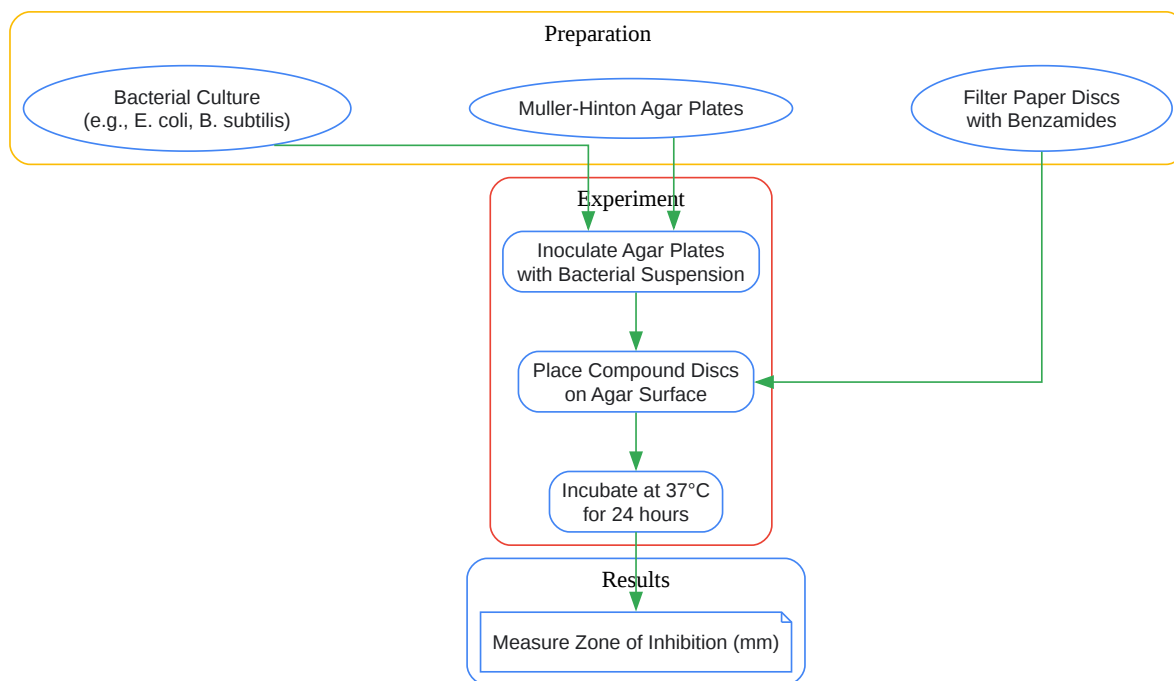 Preparation
Bacterial Culture
(e.g., E. coli, B. subtilis)
Muller-Hinton Agar Plates
Filter Paper Discs
with Benzamides
Experiment
Inoculate Agar Plates
with Bacterial Suspension
Place Compound Discs
on Agar Surface
Incubate at 37°C
for 24 hours
Results
Measure Zone of Inhibition (mm)